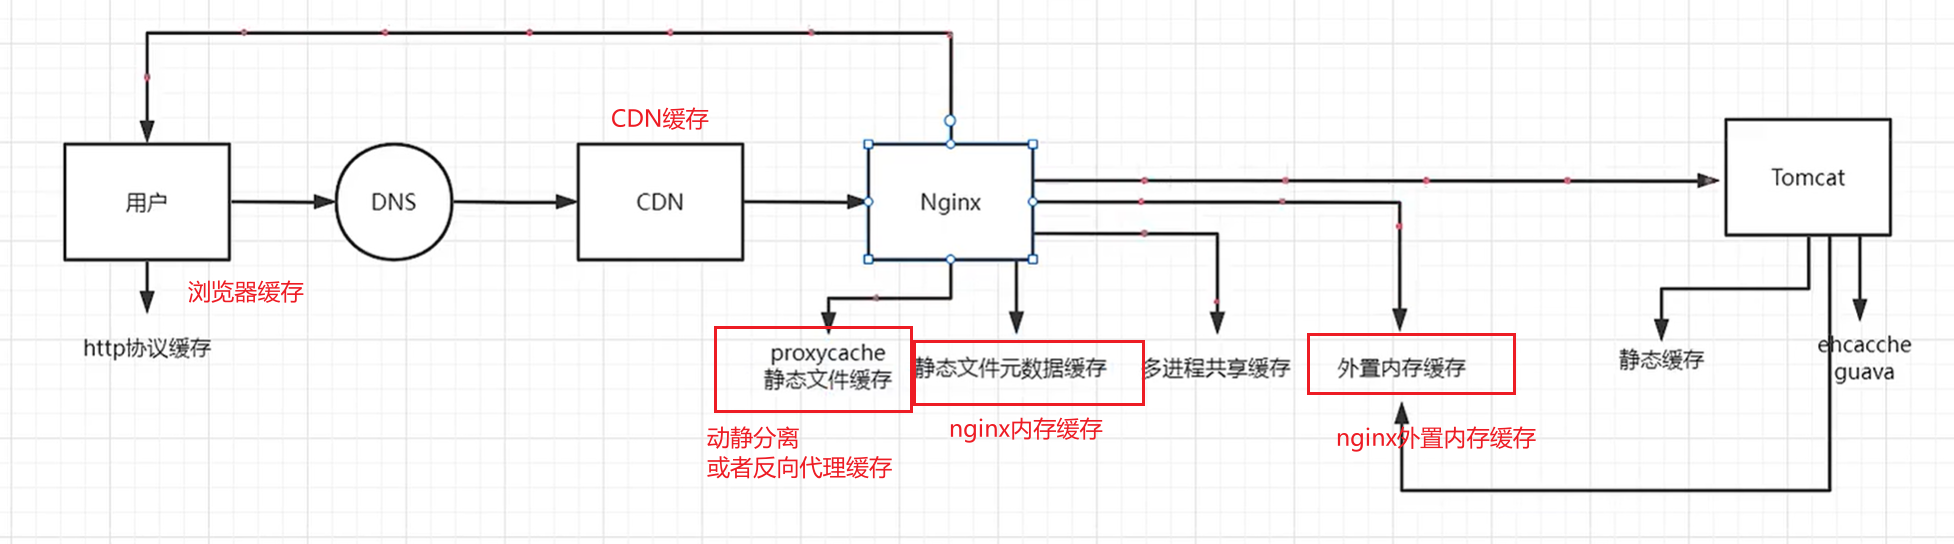 CDN缓存
用户
DNS
CDN
Nginx
Tomcat
浏览器缓存
http协议缓存
proxycache
静态文件缓存
静态文件元数据缓存
多进程共享缓存
外置内存缓存
静态缓存
ehcacche
guava
动静分离
或者反向代理缓存
nginx内存缓存
nginx外置内存缓存